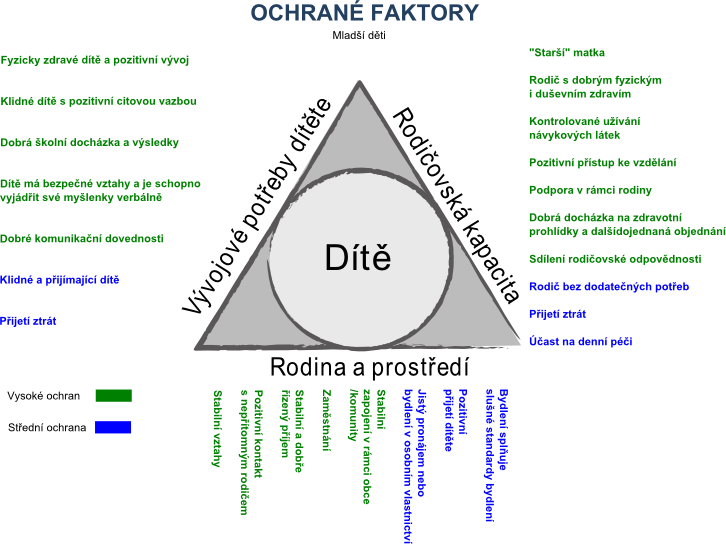 OCHRANÉ FAKTORY
Mladší děti
Fyzicky zdravé dítě a pozitivní vývoj
Klidné dítě s pozitivní citovou vazbou
Dobrá školní docházka a výsledky
Dítě má bezpečné vztahy a je schopno
vyjádřit své myšlenky verbálně
Dobré komunikační dovednosti
Klidné a přijímající dítě
Přijetí ztrát
Vývojové potřeby dítěte
Dítě
Rodičovská kapacita
Rodina a prostředí
"Starší" matka
Rodič s dobrým fyzickým
i duševním zdravím
Kontrolované užívání
návykových látek
Pozitivní přístup ke vzdělání
Podpora v rámci rodiny
Dobrá docházka na zdravotní
prohlídky a dalšídojednaná objednání
Sdílení rodičovské odpovědnosti
Rodič bez dodatečných potřeb
Přijetí ztrát
Účast na denní péči
Vysoké ochran
Střední ochrana
Stabilní vztahy
Pozitivní kontakt
s nepřítomným rodičem
Stabilní a dobře
řízený příjem
Zaměstnání
Stabilní
zapojení v rámci obce
/komunity
Jistý pronájem nebo
bydlení v osobním vlastnictví
Pozitivní
přijetí dítěte
Bydlení splňuje
slušné standardy bydlení